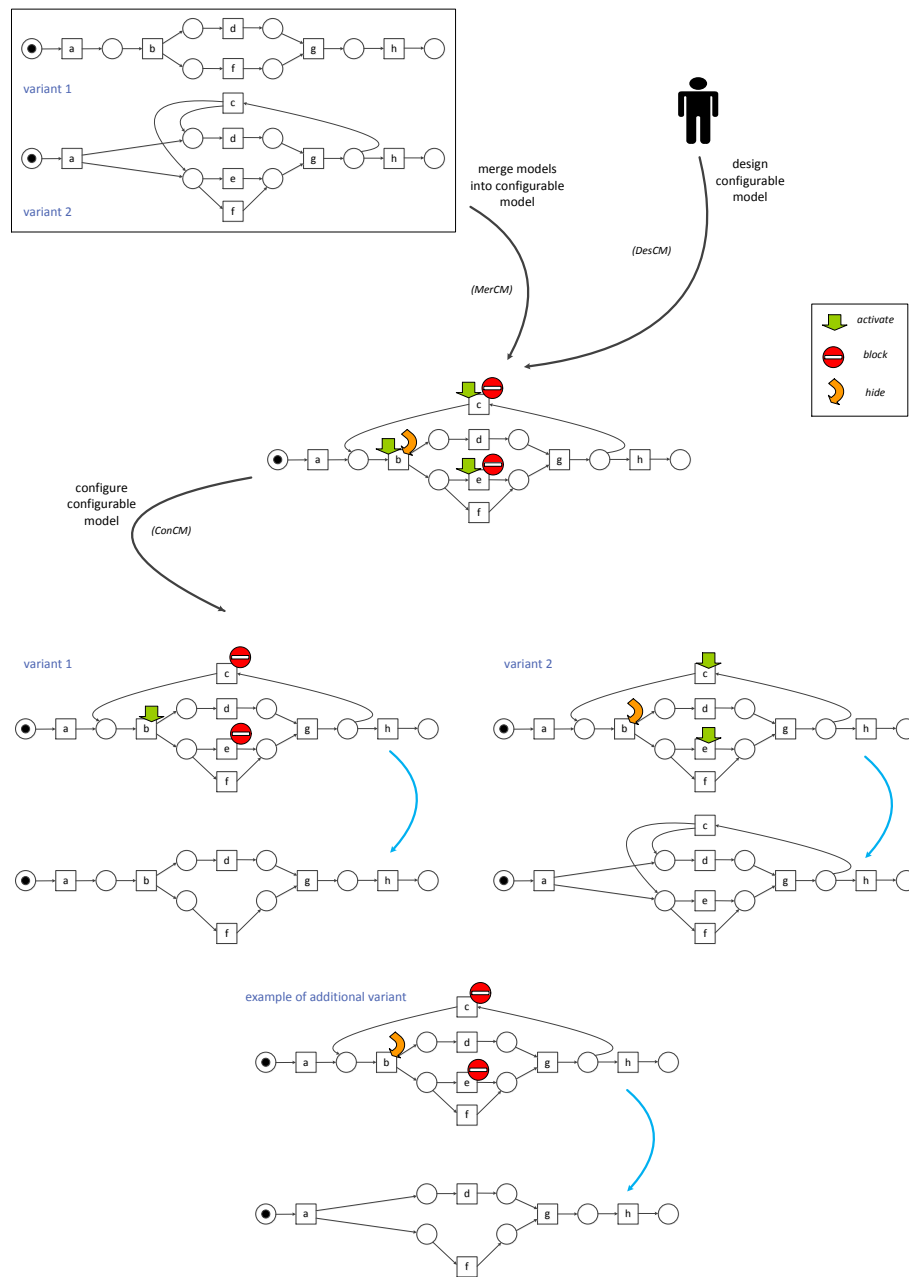 d
a
b
g
h
f
variant 1
c
d
a
g
h
e
f
variant 2
merge models
into configurable
model
design
configurable
model
(DesCM)
(MerCM)
activate
block
hide
c
d
a
b
g
h
e
f
configure
configurable
model
(ConCM)
variant 1
c
d
a
b
g
h
e
f
variant 2
c
d
a
b
g
h
e
f
d
a
b
g
h
f
c
d
a
g
h
e
f
example of additional variant
c
d
a
b
g
h
e
f
d
a
g
h
f